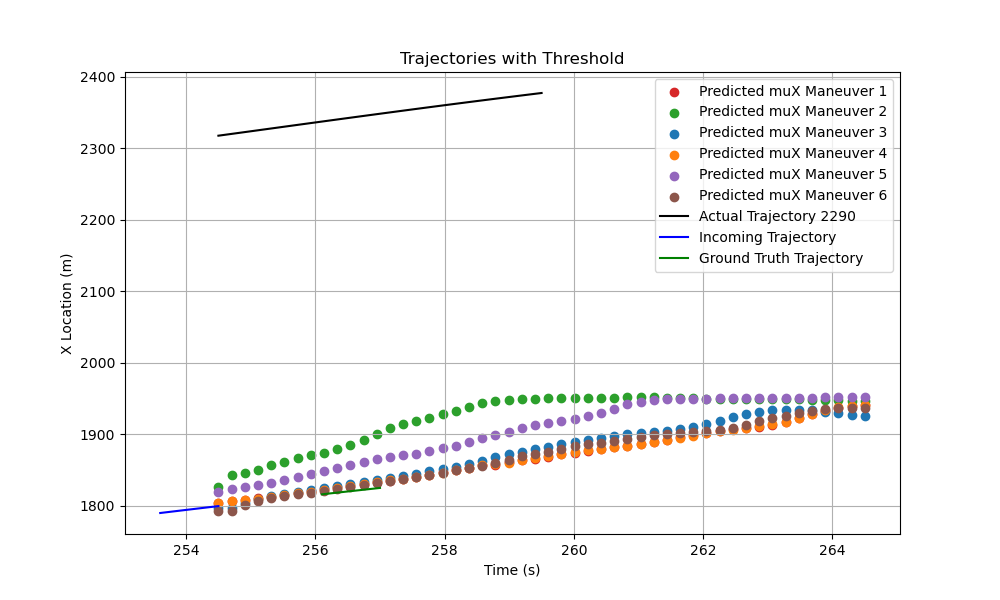 Trajectories with Threshold
2400
2300
2200
2100
2000
1900
1800
X Location (m)
254
256
258
260
262
264
Time (s)
Predicted muX Maneuver 1
Predicted muX Maneuver 2
Predicted muX Maneuver 3
Predicted muX Maneuver 4
Predicted muX Maneuver 5
Predicted muX Maneuver 6
Actual Trajectory 2290
Incoming Trajectory
Ground Truth Trajectory